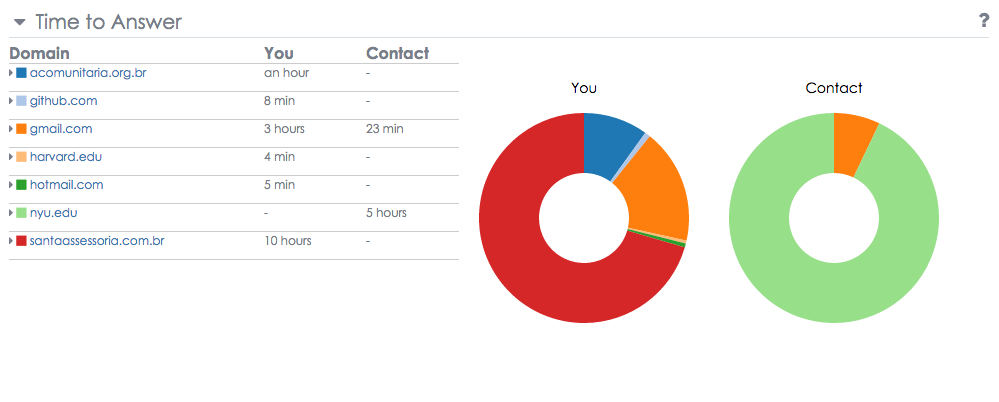 Time to Answer ?
Domain You Contact
acomunitaria.org.br an hour -
github.com 8 min -
gmail.com 3 hours 23 min
harvard.edu 4 min -
hotmail.com 5 min -
nyu.edu - 5 hours
santaassessoria.com.br 10 hours -
You Contact